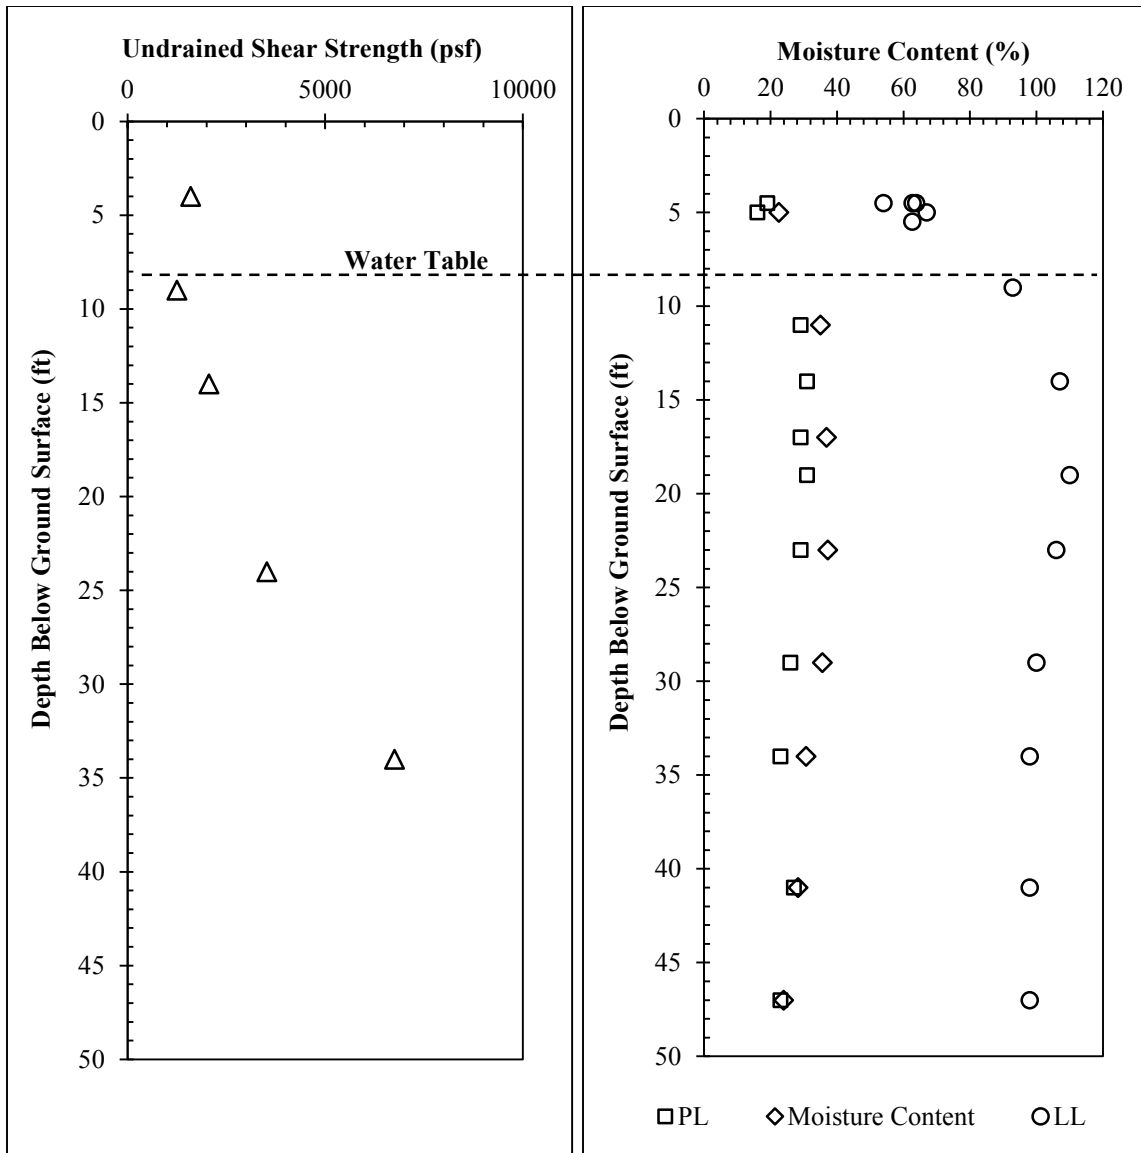 Undrained Shear Strength (psf)
0 5000 10000
0
5
10
15
20
25
30
35
40
45
50
Depth Below Ground Surface (ft)
Water Table
Moisture Content (%)
0 20 40 60 80 100 120
0
5
10
15
20
25
30
35
40
45
50
Depth Below Ground Surface (ft)
PL Moisture Content LL